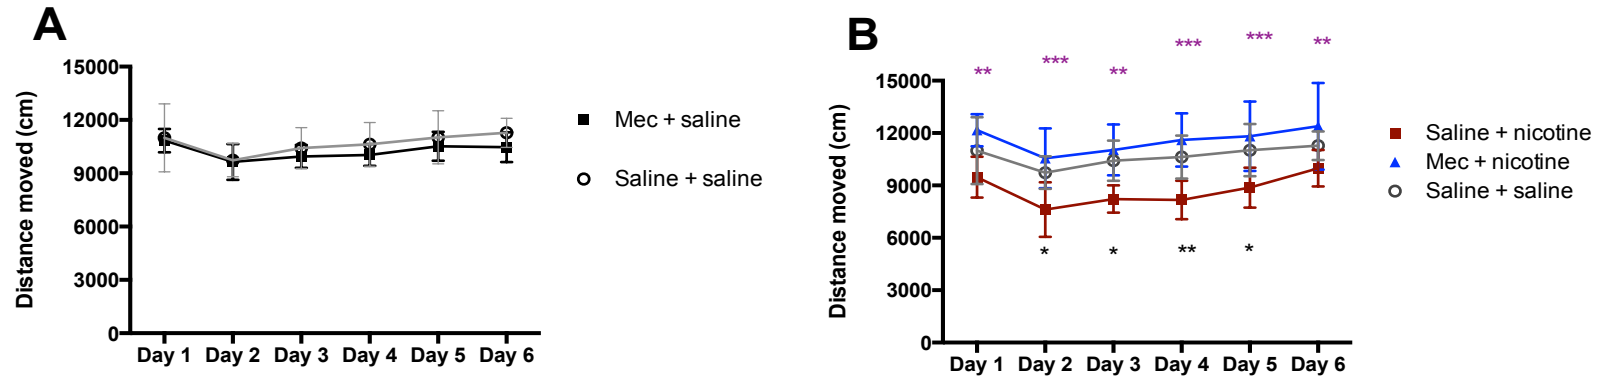 A
15000
12000
9000
6000
3000
0
Distance moved (cm)
Day 1 Day 2 Day 3 Day 4 Day 5 Day 6
Mec + saline
Saline + saline
B
** *** ** *** *** **
15000
12000
9000
6000
3000
0
Distance moved (cm)
* * ** *
Day 1 Day 2 Day 3 Day 4 Day 5 Day 6
Saline + nicotine
Mec + nicotine
Saline + saline